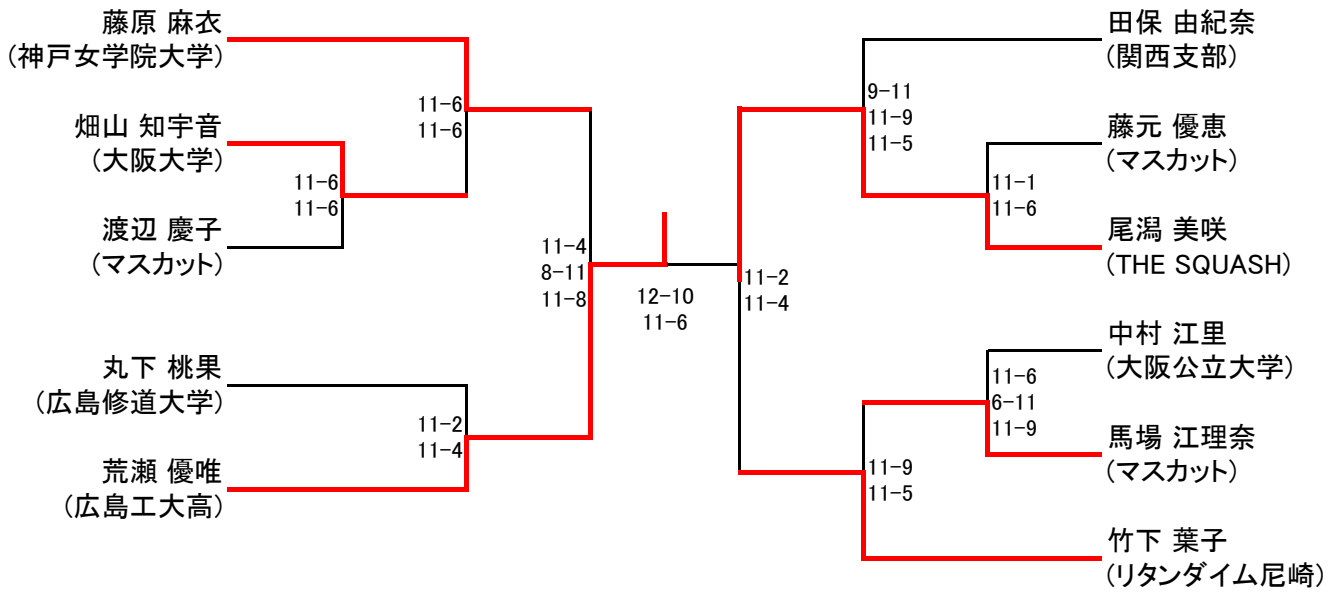 藤原 麻衣
(神戸女学院大学)
畑山 知宇音
(大阪大学)
渡辺 慶子
(マスカット)
丸下 桃果
(広島修道大学)
荒瀬 優唯
(広島工大高)
11-6
11-6
11-6
11-6
11-2
11-4
11-4
8-11
11-8
12-10
11-6
11-2
11-4
9-11
11-9
11-5
11-1
11-6
11-6
6-11
11-9
11-9
11-5
田保 由紀奈
(関西支部)
藤元 優恵
(マスカット)
尾潟 美咲
(THE SQUASH)
中村 江里
(大阪公立大学)
馬場 江理奈
(マスカット)
竹下 葉子
(リタンダイム尼崎)